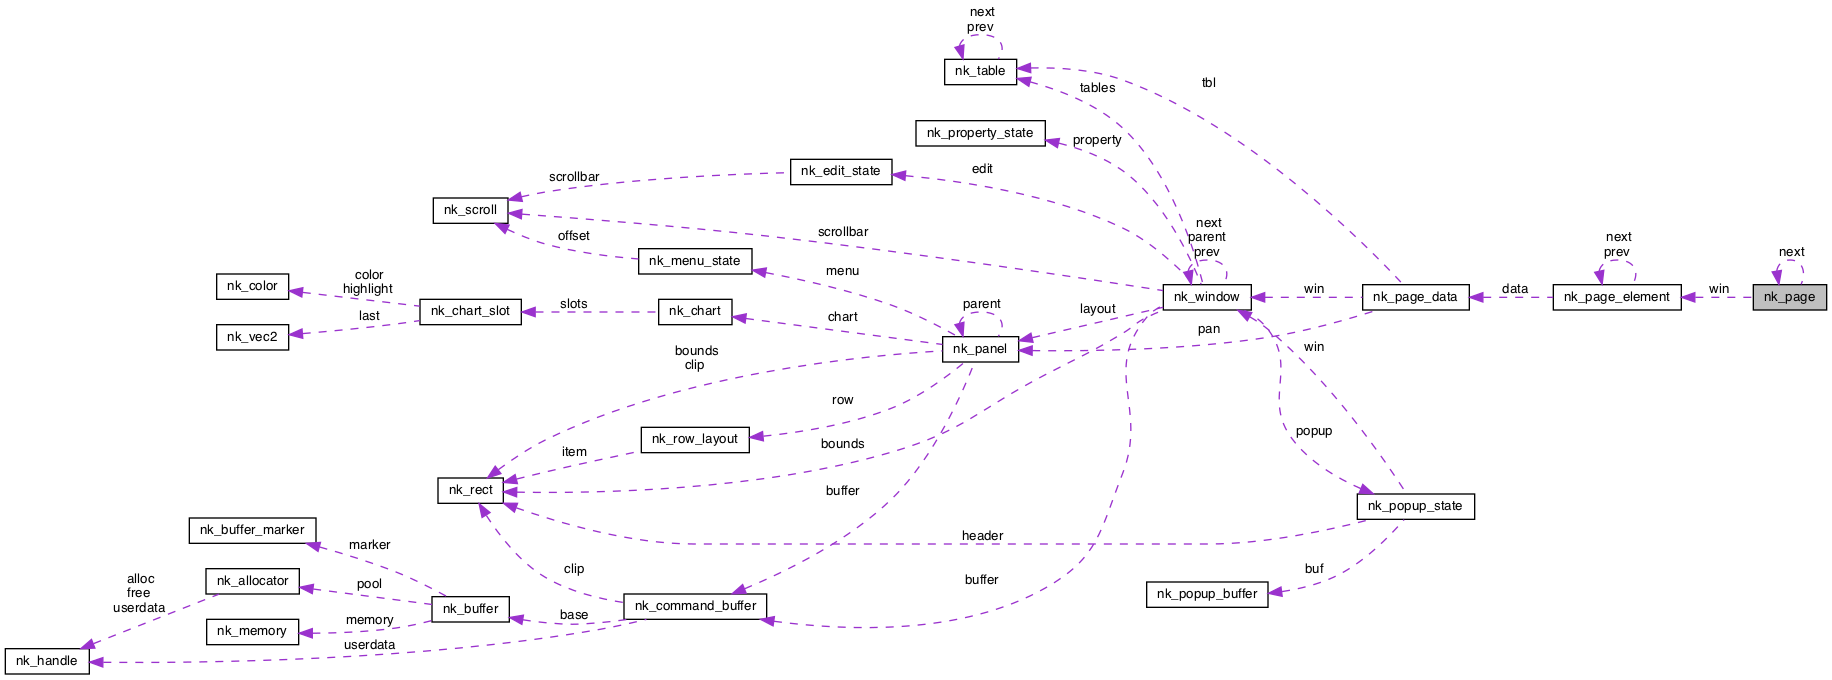 next
prev
nk_table
tbl
tables
nk_property_state
property
nk_edit_state
edit
scrollbar
nk_scroll
scrollbar
offset
nk_menu_state
menu
next
parent
prev
next
prev
next
nk_color
color
highlight
nk_chart_slot
slots
nk_chart
chart
parent
layout
nk_window
win
nk_page_data
data
nk_page_element
win
nk_page
last
nk_vec2
nk_panel
pan
win
bounds
clip
row
nk_row_layout
item
bounds
popup
nk_rect
buffer
nk_popup_state
nk_buffer_marker
marker
header
clip
buffer
buf
nk_popup_buffer
alloc
free
userdata
nk_allocator
pool
nk_buffer
base
nk_command_buffer
nk_memory
memory
userdata
nk_handle